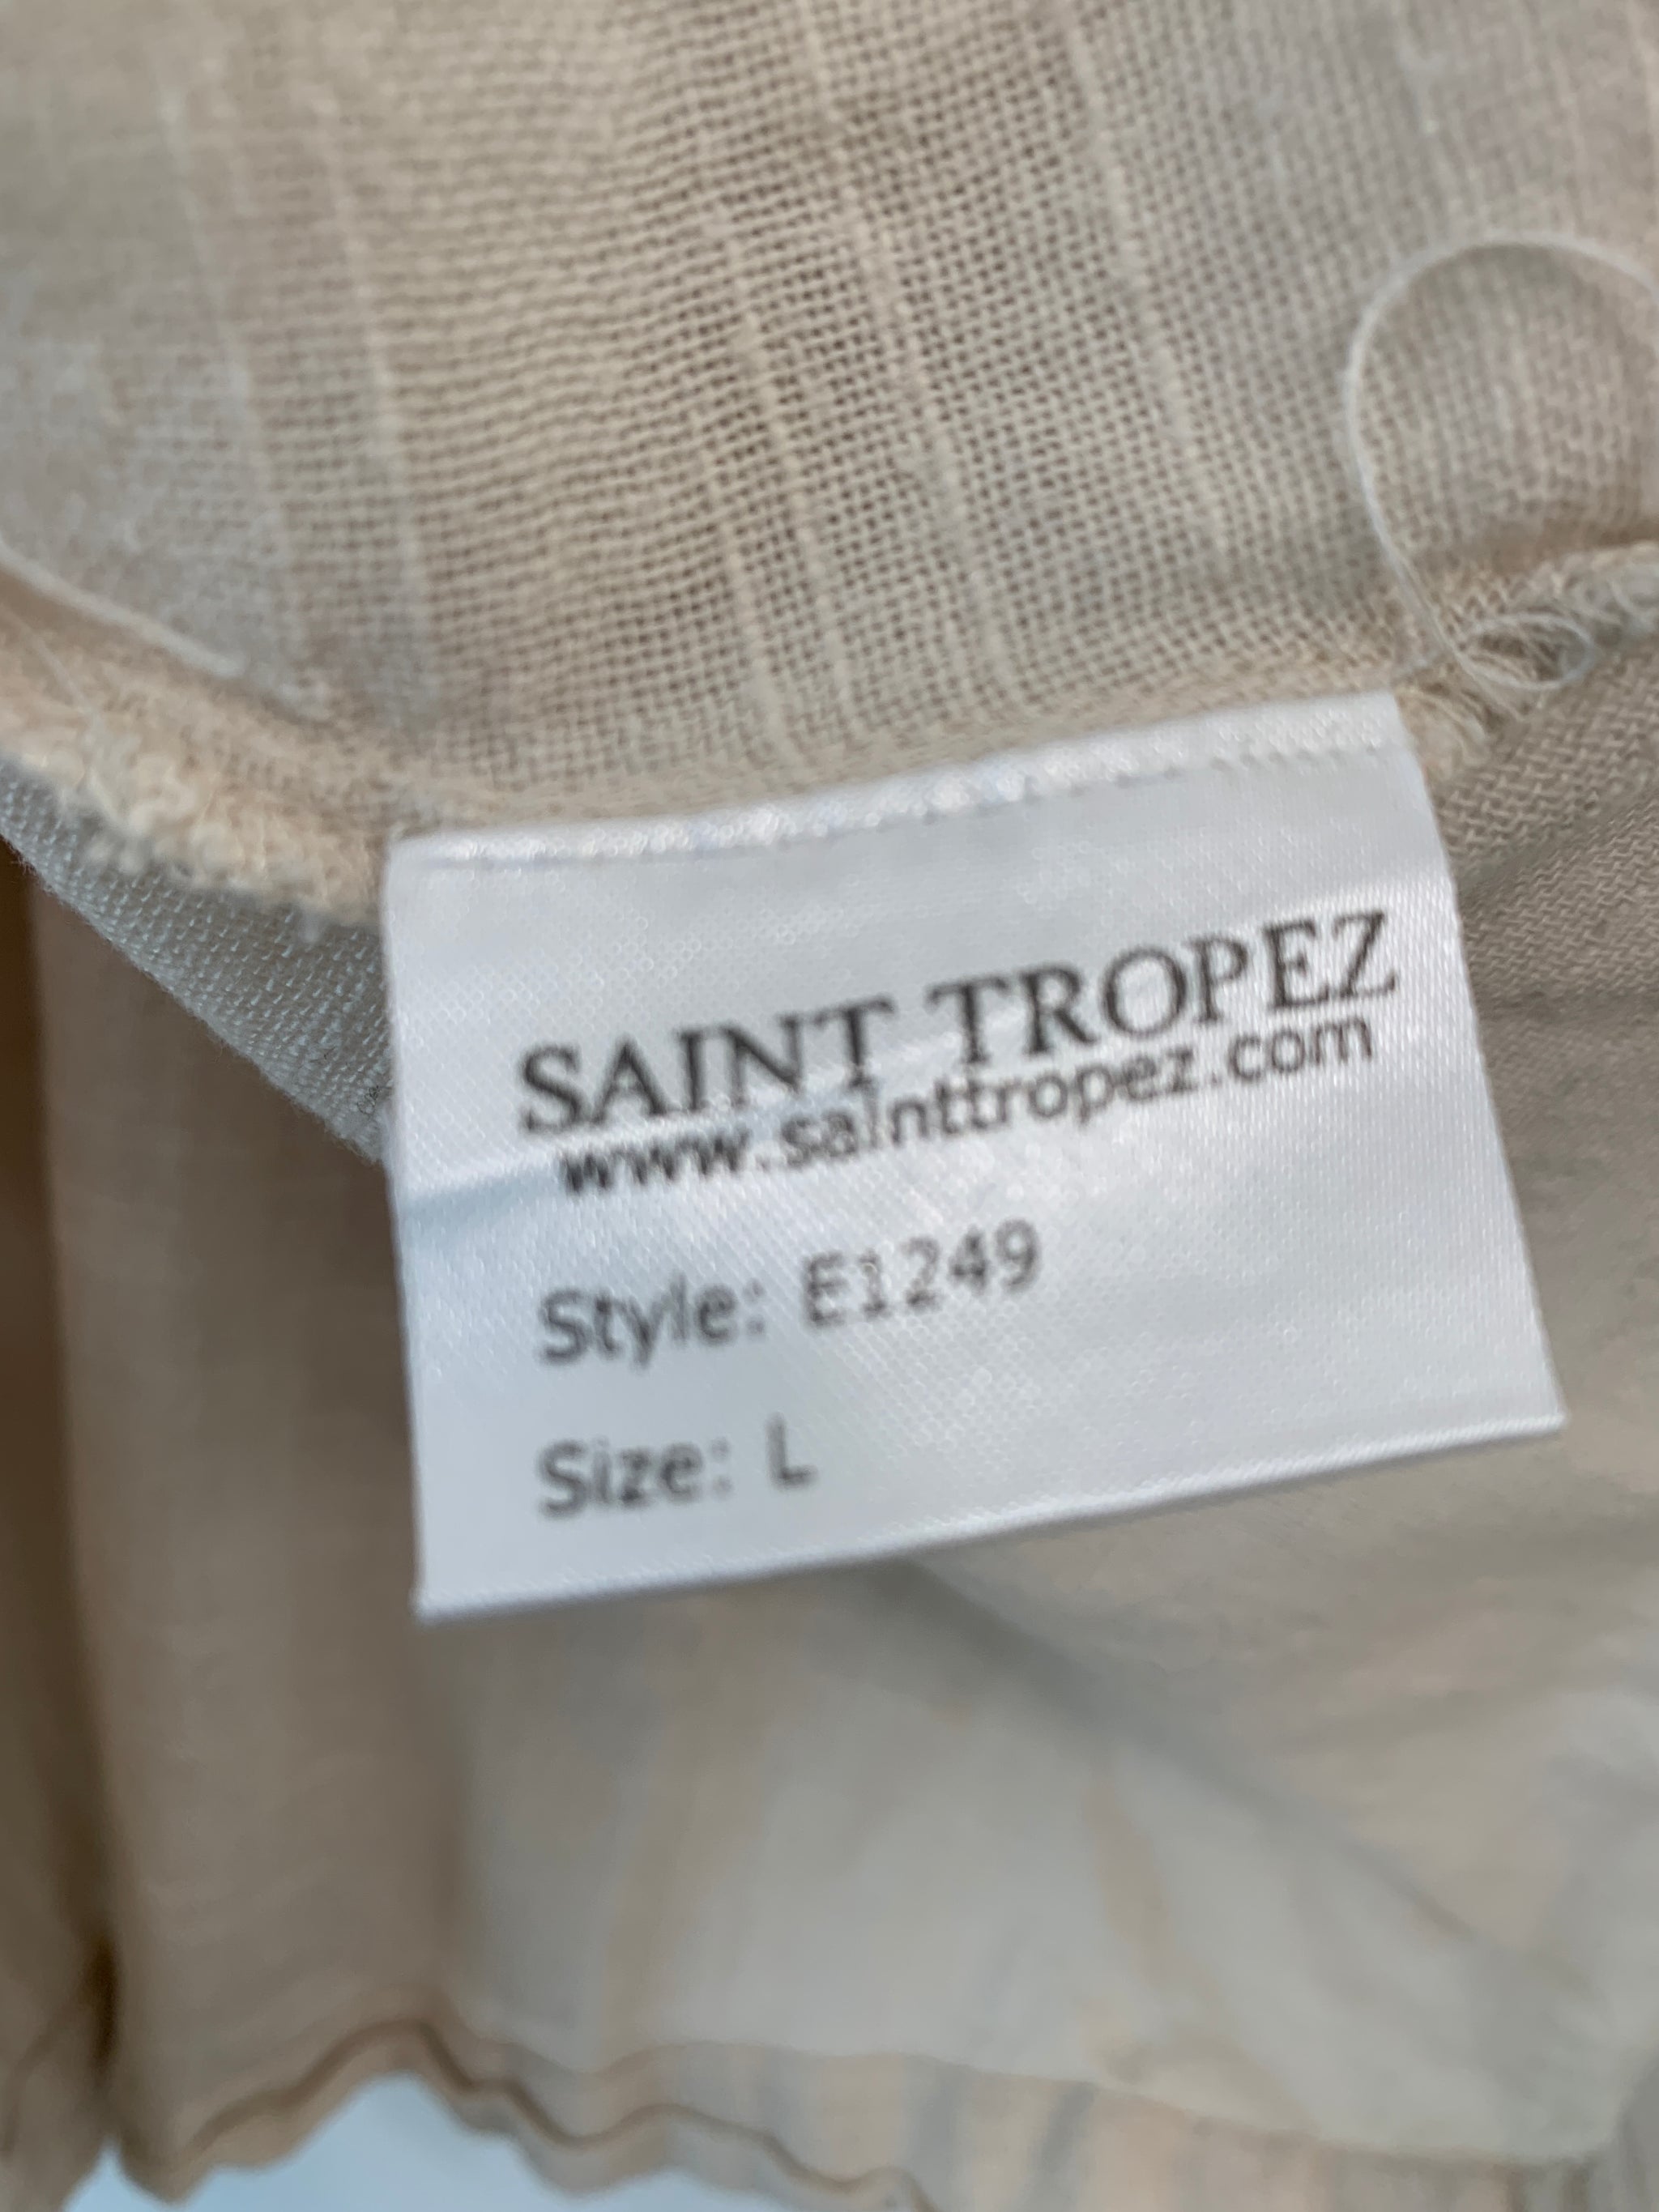 SAINT TROPEZ
www.sainttropez.com
Style: E1249
Size: L